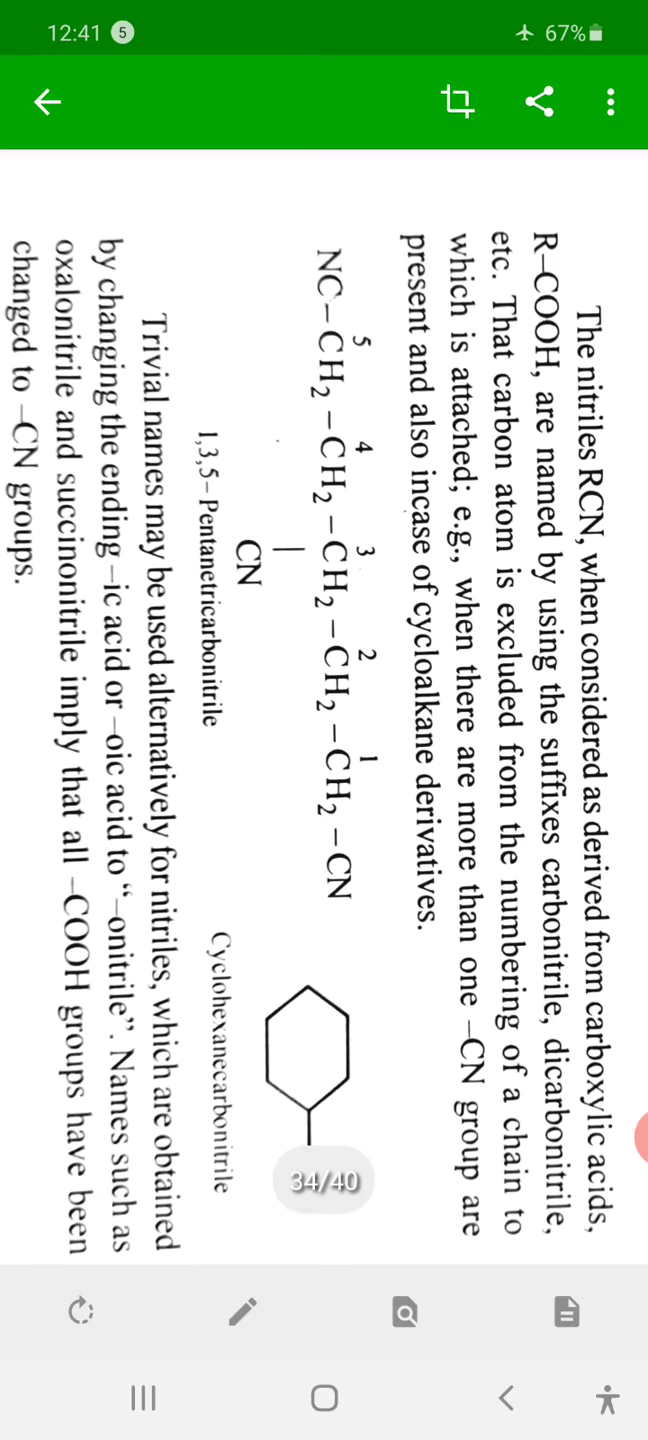 12:41 5 67%
The nitriles RCN, when considered as derived from carboxylic acids,
R–COOH, are named by using the suffixes carbonitrile, dicarbonitrile,
etc. That carbon atom is excluded from the numbering of a chain to
which is attached; e.g., when there are more than one –CN group are
present and also incase of cycloalkane derivatives.
5 4 3 2 1
NC–CH₂–CH₂–CH₂–CH₂–CH₂–CN
|
CN
1,3,5– Pentanetricarbonitrile
Cyclohexanecarbonitrile
Trivial names may be used alternatively for nitriles, which are obtained
by changing the ending –ic acid or –oic acid to “–onitrile”. Names such as
oxalonitrile and succinonitrile imply that all –COOH groups have been
changed to –CN groups.
34/40